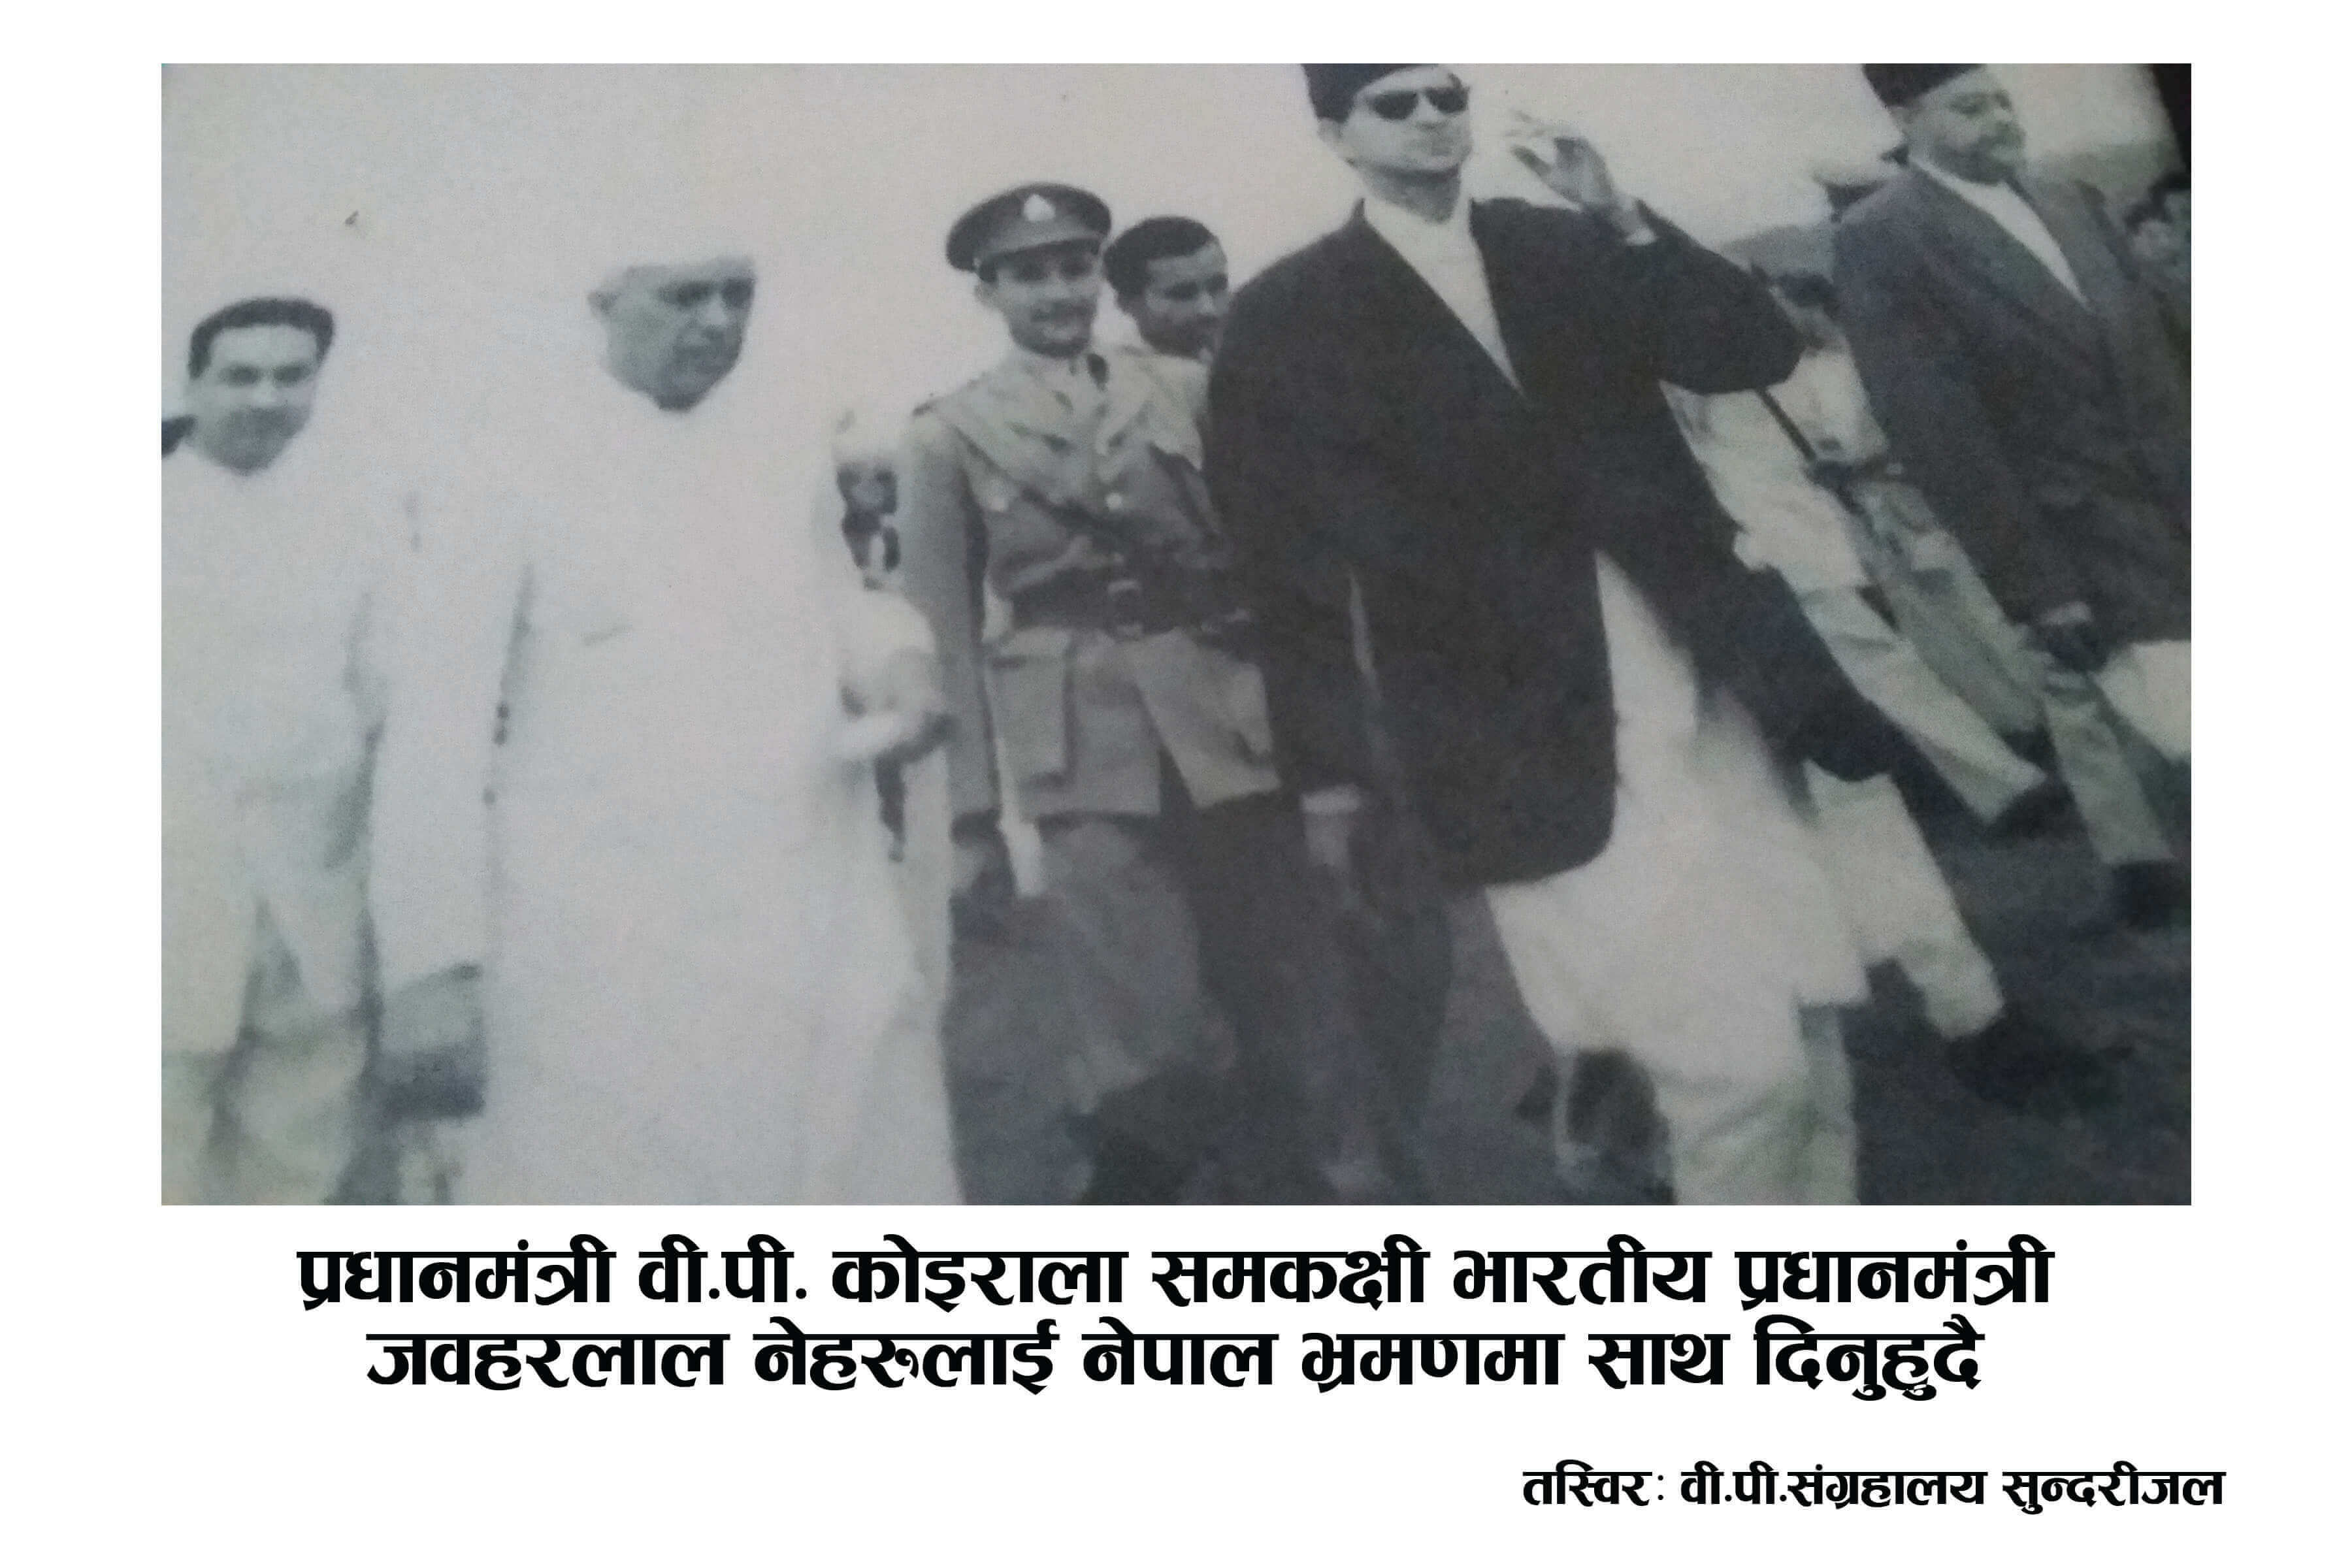 प्रधानमंत्री वी.पी. कोइराला समकक्षी भारतीय प्रधानमंत्री
जवहरलाल नेहरुलाई नेपाल भ्रमणमा साथ दिनुहुदै
तस्विर: वी.पी.संग्रहालय सुन्दरीजल